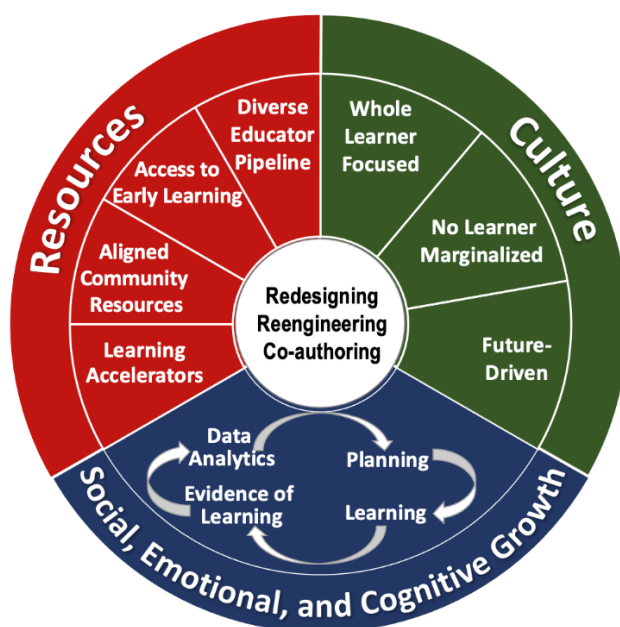 Resources
Diverse
Educator
Pipeline
Access to
Early Learning
Aligned
Community
Resources
Learning
Accelerators
Culture
Whole
Learner
Focused
No Learner
Marginalized
Future-
Driven
Redesigning
Reengineering
Co-authoring
Data
Analytics
Planning
Evidence of
Learning
Learning
Social, Emotional, and Cognitive Growth